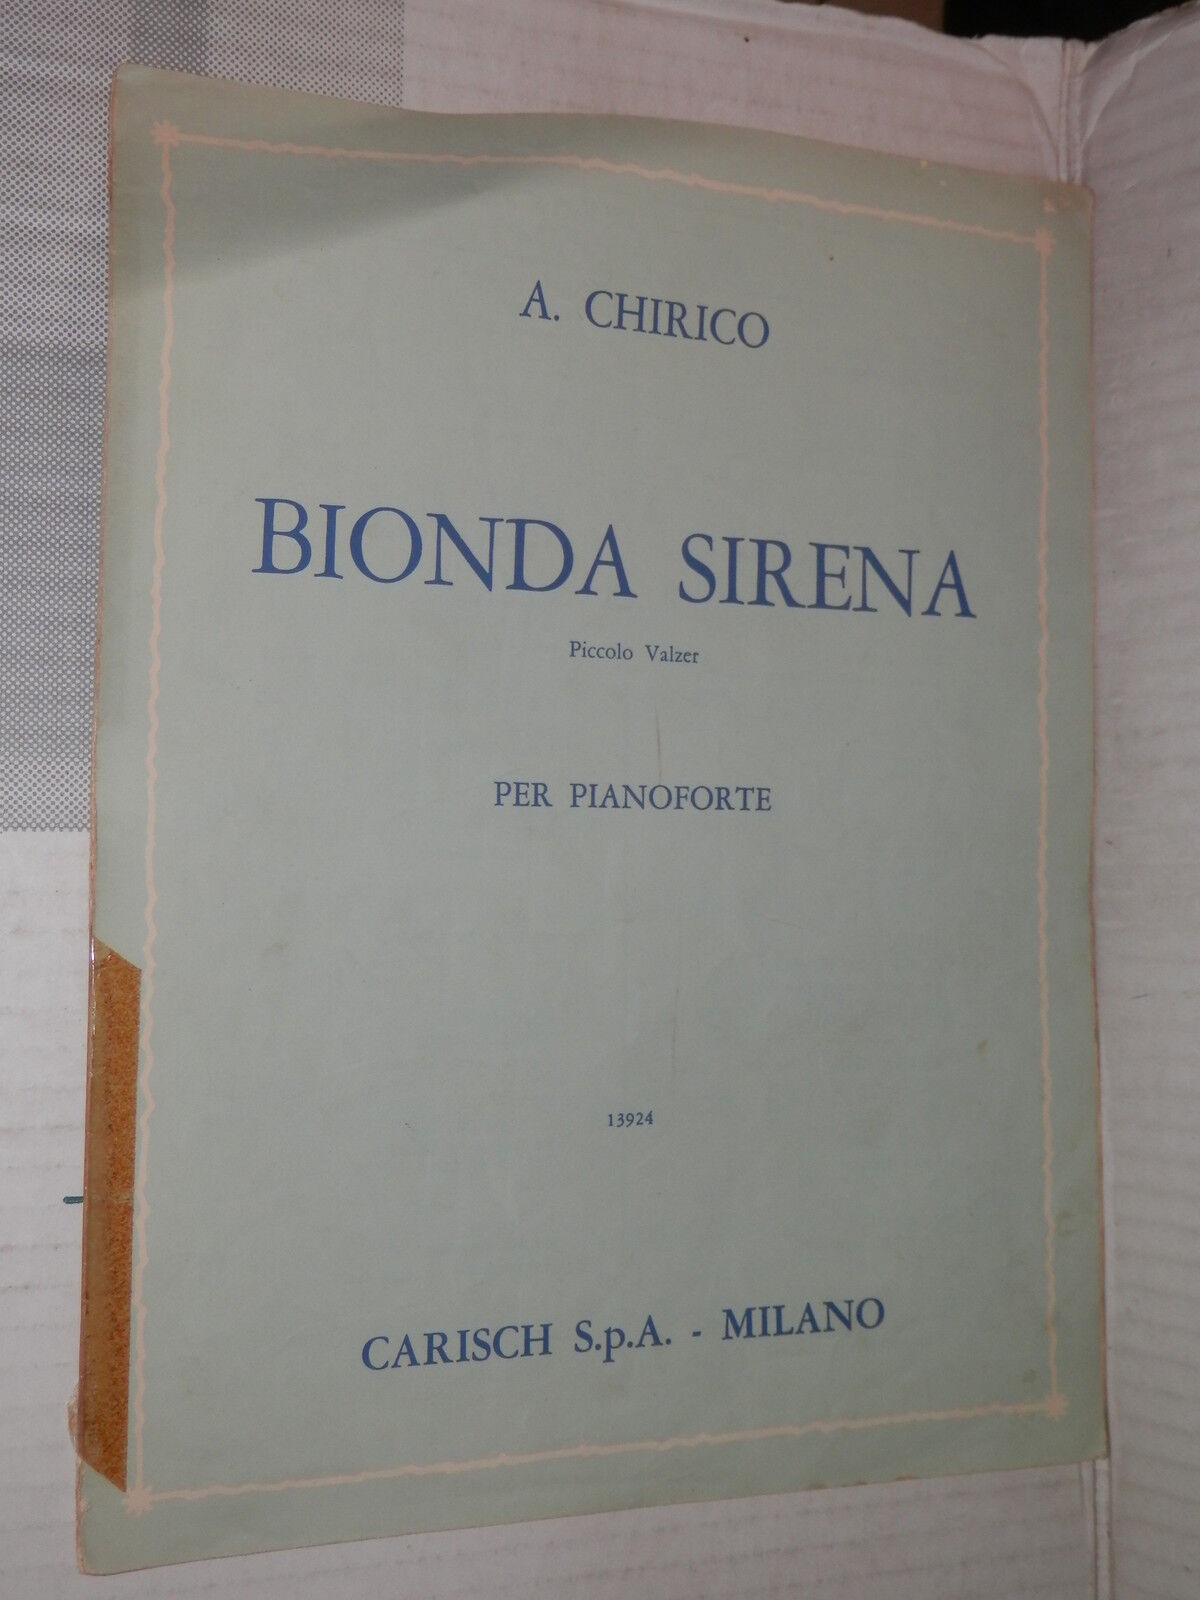 A. CHIRICO
BIONDA SIRENA
Piccolo Valzer
PER PIANOFORTE
13924
CARISCH S.p.A. - MILANO